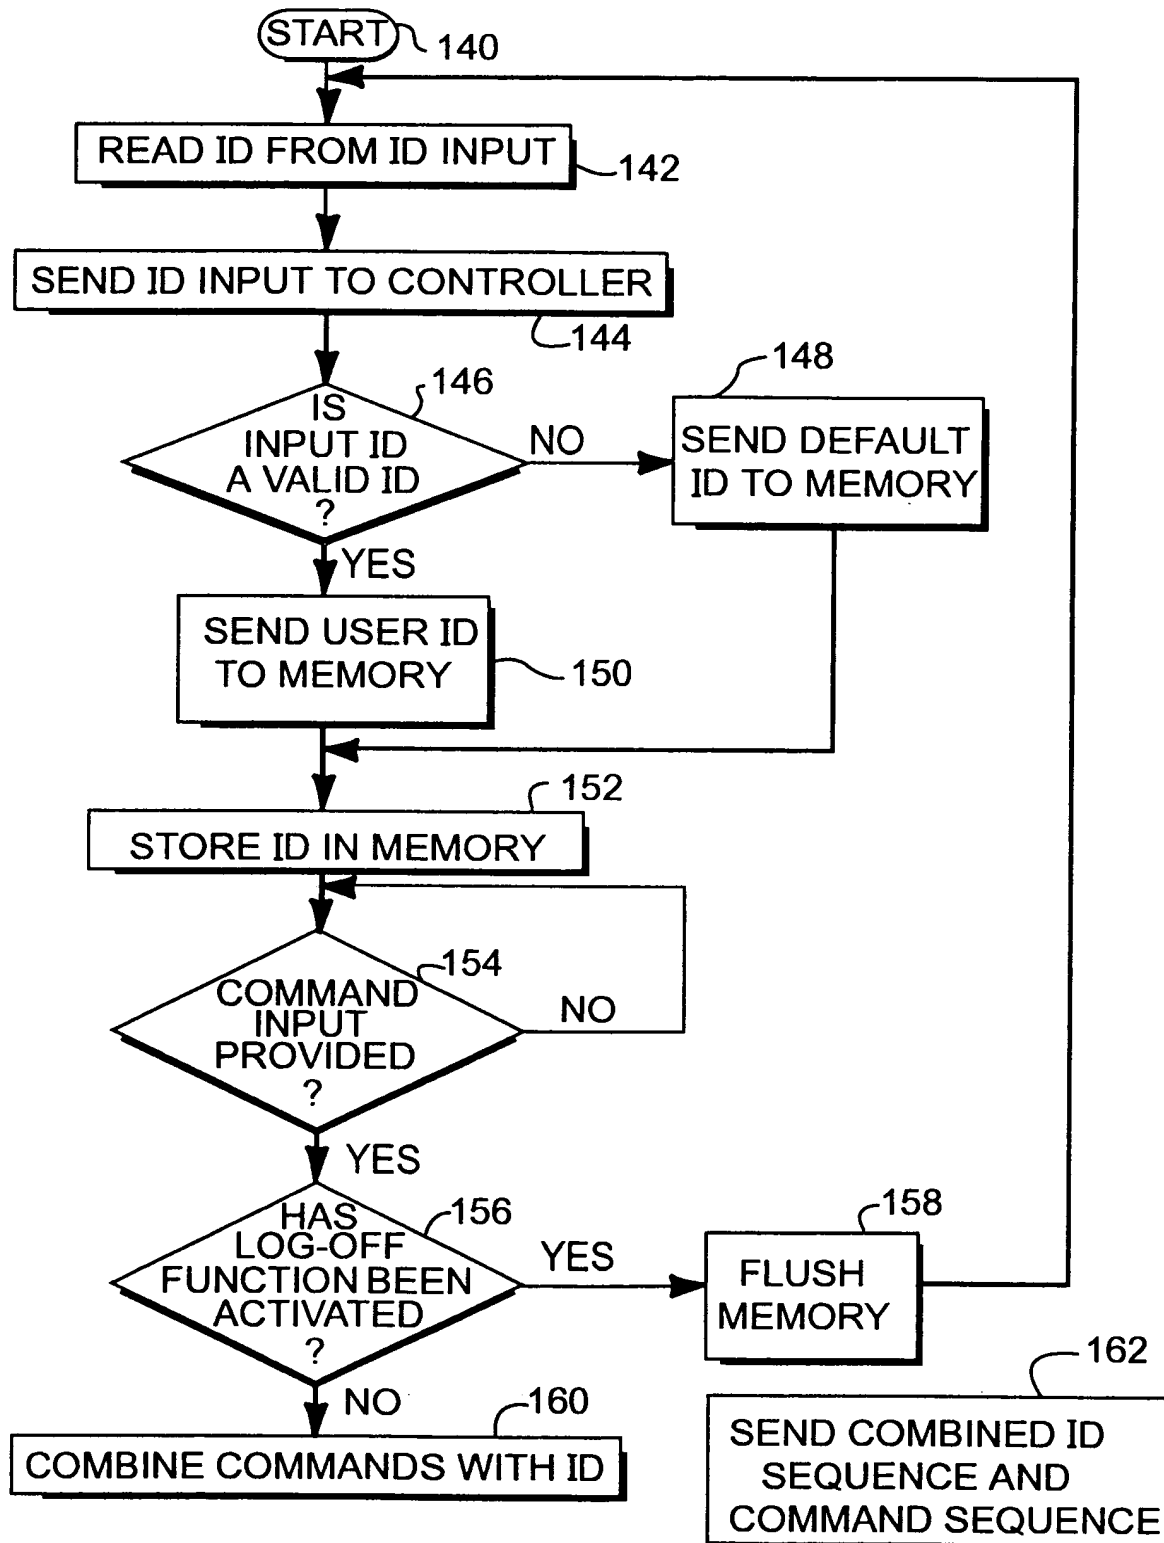 START
140
READ ID FROM ID INPUT
142
SEND ID INPUT TO CONTROLLER
144
IS
INPUT ID
A VALID ID
?
146
NO
148
SEND DEFAULT
ID TO MEMORY
YES
SEND USER ID
TO MEMORY
150
152
STORE ID IN MEMORY
154
COMMAND
INPUT
PROVIDED
?
NO
YES
HAS
LOG-OFF
FUNCTION BEEN
ACTIVATED
?
156
YES
158
FLUSH
MEMORY
NO
160
COMBINE COMMANDS WITH ID
162
SEND COMBINED ID
SEQUENCE AND
COMMAND SEQUENCE